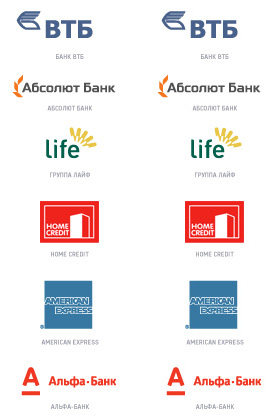 ВТБ ВТБ
БАНК ВТБ БАНК ВТБ
Абсолют Банк Абсолют Банк
АБСОЛЮТ БАНК АБСОЛЮТ БАНК
life life
ГРУППА ЛАЙФ ГРУППА ЛАЙФ
HOME HOME
CREDIT CREDIT
HOME CREDIT HOME CREDIT
AMERICAN AMERICAN
EXPRESS EXPRESS
® ®
AMERICAN EXPRESS AMERICAN EXPRESS
А Альфа·Банк А Альфа·Банк
АЛЬФА-БАНК АЛЬФА-БАНК